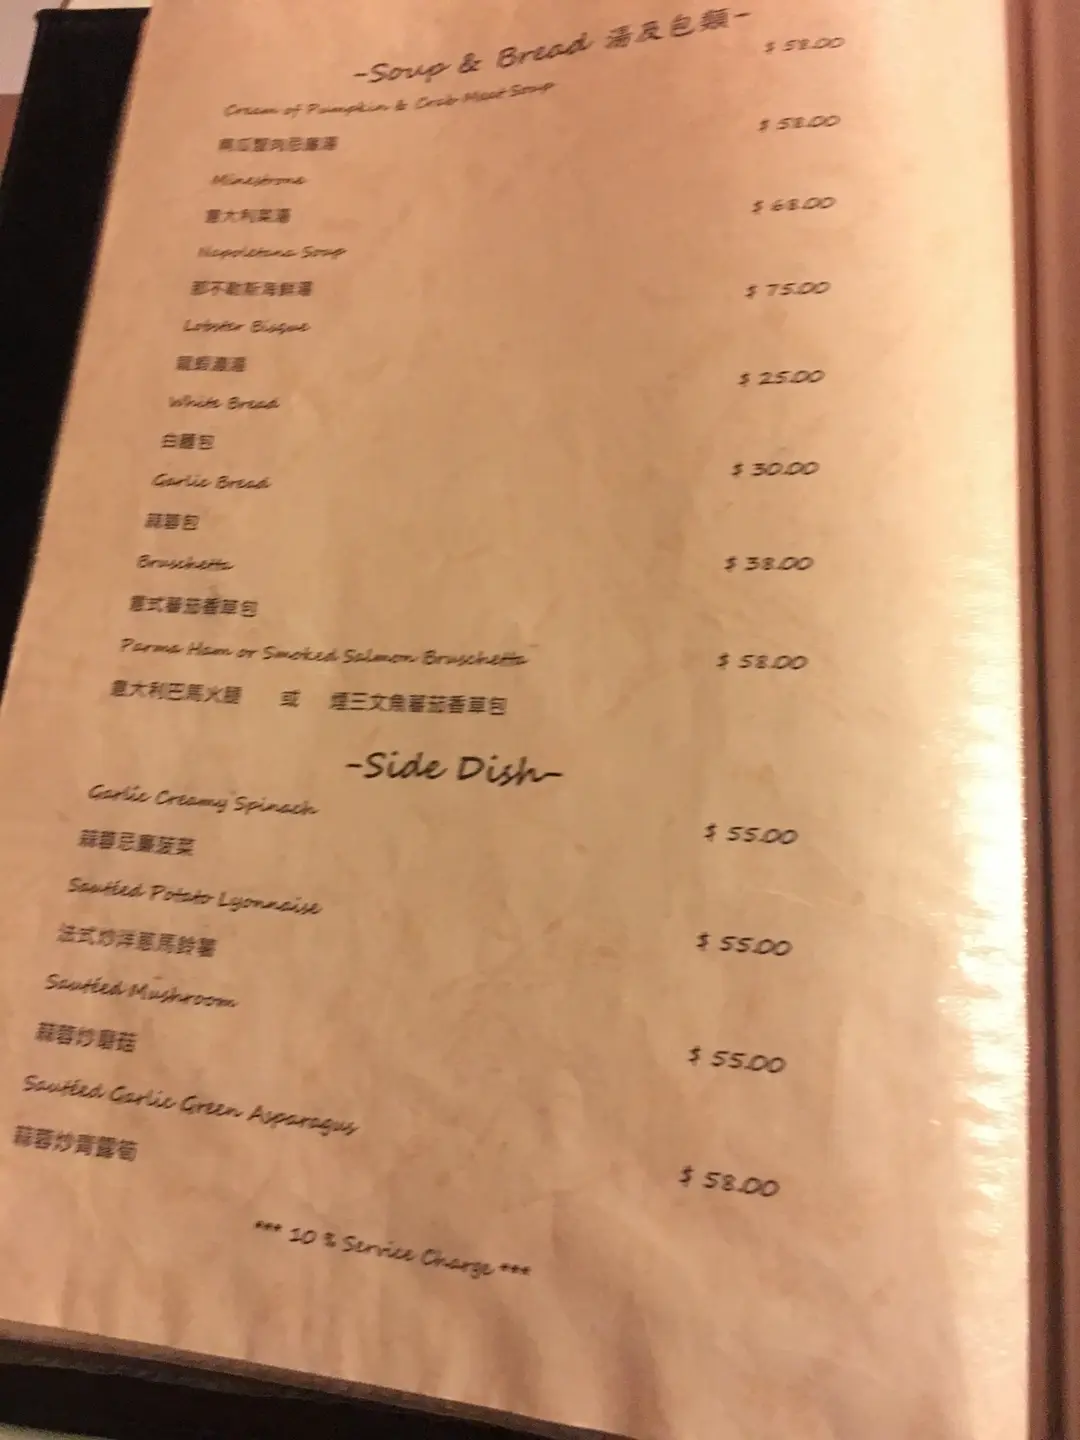 -Soup & Bread 湯及包類-
Cream of Pumpkin & Crab Meat Soup $ 58.00
南瓜蟹肉忌廉湯
Minestrone $ 58.00
意大利菜湯
Napoletana Soup $ 68.00
那不勒斯海鮮湯
Lobster Bisque $ 75.00
龍蝦濃湯
White Bread $ 25.00
白麵包
Garlic Bread $ 30.00
蒜蓉包
Bruschetta $ 38.00
意式蕃茄香草包
Parma Ham or Smoked Salmon Bruschetta $ 58.00
意大利巴馬火腿 或 煙三文魚蕃茄香草包
-Side Dish-
Garlic Creamy Spinach $ 55.00
蒜蓉忌廉菠菜
Sautéed Potato Lyonnaise $ 55.00
法式炒洋蔥馬鈴薯
Sautéed Mushroom $ 55.00
蒜蓉炒蘑菇
Sautéed Garlic Green Asparagus $ 58.00
蒜蓉炒青露筍
*** 10 % Service Charge ***